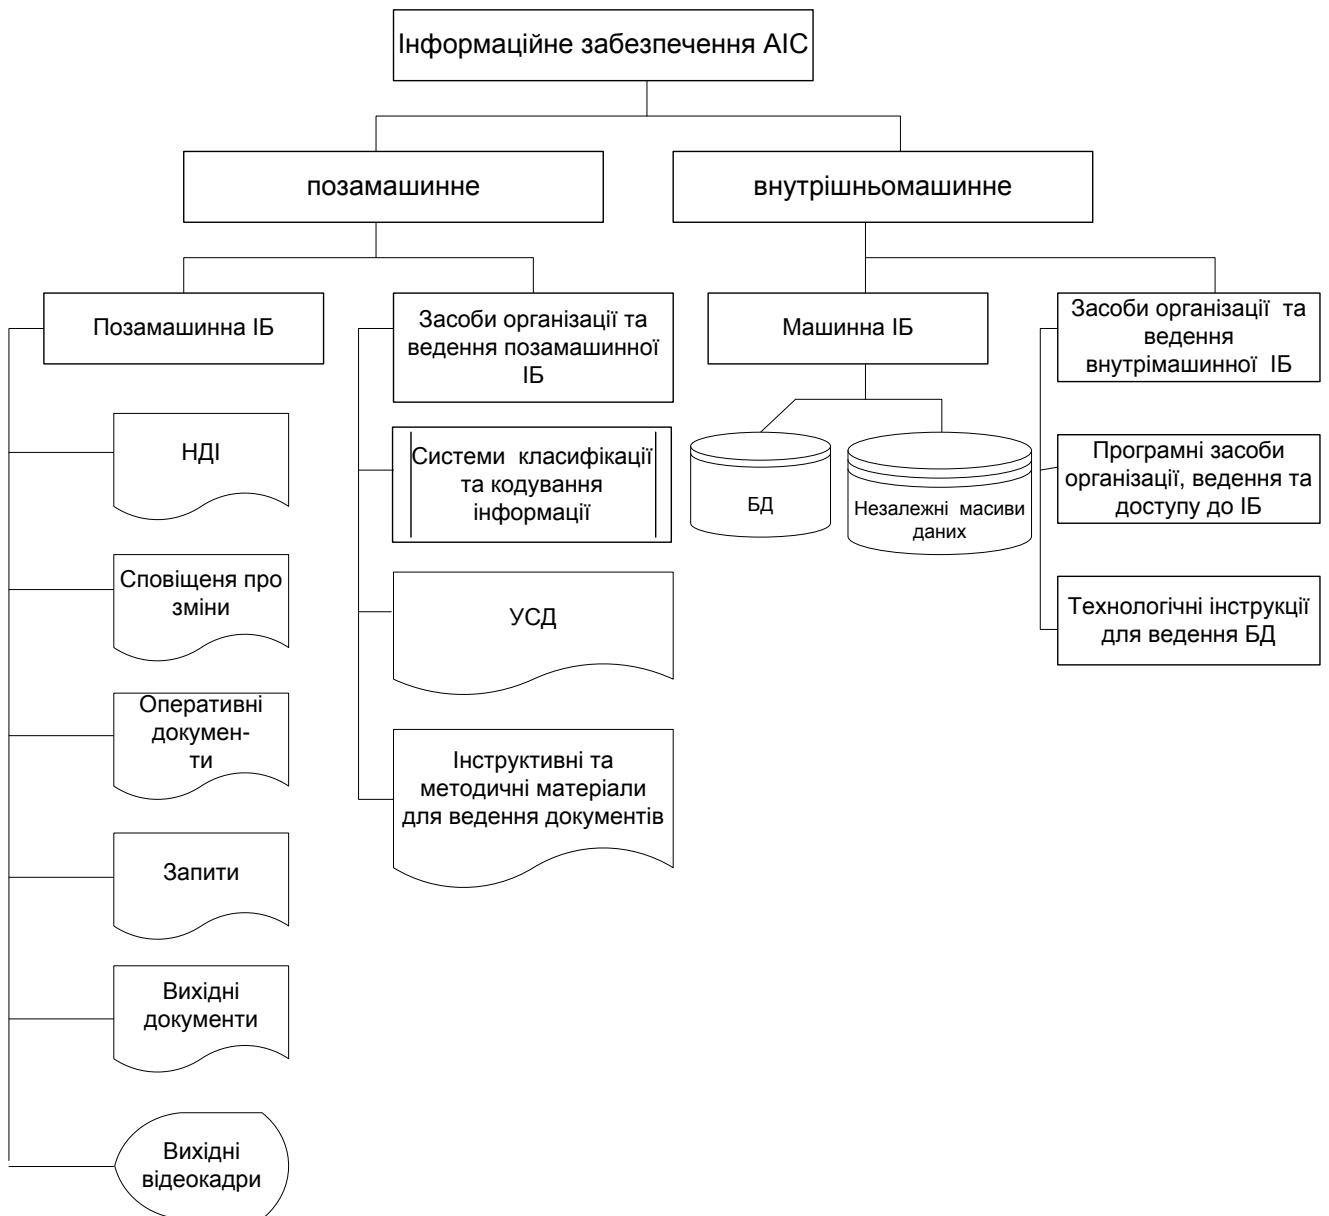 Інформаційне забезпечення АІС
позамашинне
внутрішньомашинне
Позамашинна ІБ
Засоби організації та
ведення позамашинної
ІБ
Машинна ІБ
Засоби організації та
ведення
внутрімашинної ІБ
НДІ
Сповіщеня про
зміни
Оперативні
докумен-
ти
Запити
Вихідні
документи
Вихідні
відеокадри
Системи класифікації
та кодування
інформації
УСД
Інструктивні та
методичні матеріали
для ведення документів
БД
Незалежні масиви
даних
Програмні засоби
організації, ведення та
доступу до ІБ
Технологічні інструкції
для ведення БД